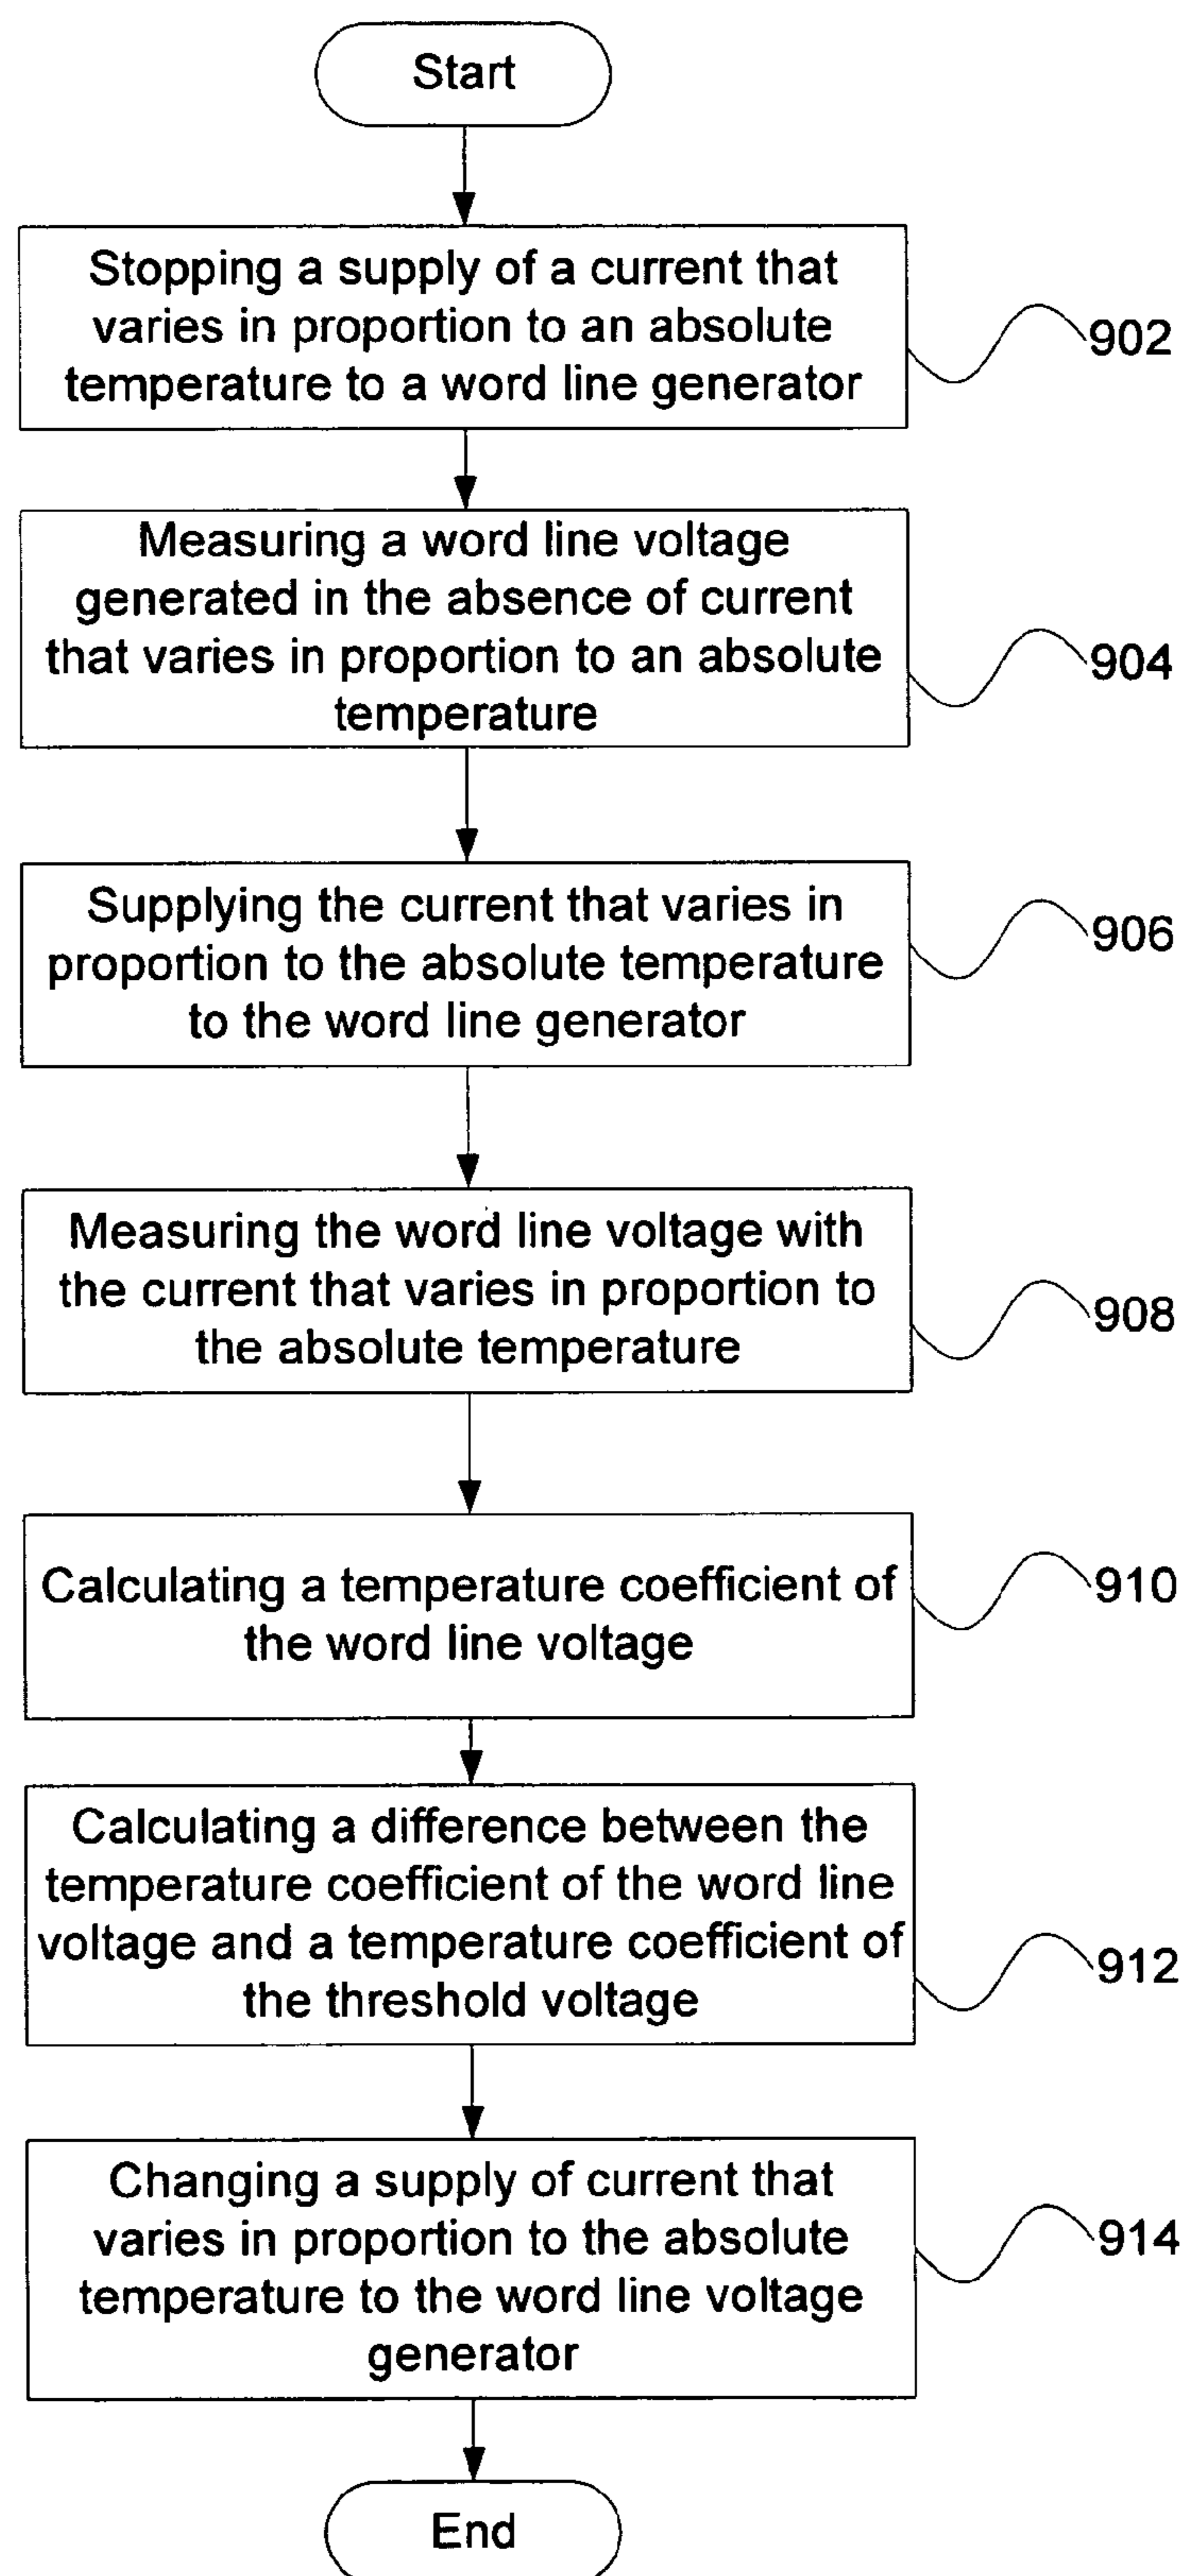 Start
Stopping a supply of a current that
varies in proportion to an absolute
temperature to a word line generator
902
Measuring a word line voltage
generated in the absence of current
that varies in proportion to an absolute
temperature
904
Supplying the current that varies in
proportion to the absolute temperature
to the word line generator
906
Measuring the word line voltage with
the current that varies in proportion to
the absolute temperature
908
Calculating a temperature coefficient of
the word line voltage
910
Calculating a difference between the
temperature coefficient of the word line
voltage and a temperature coefficient of
the threshold voltage
912
Changing a supply of current that
varies in proportion to the absolute
temperature to the word line voltage
generator
914
End